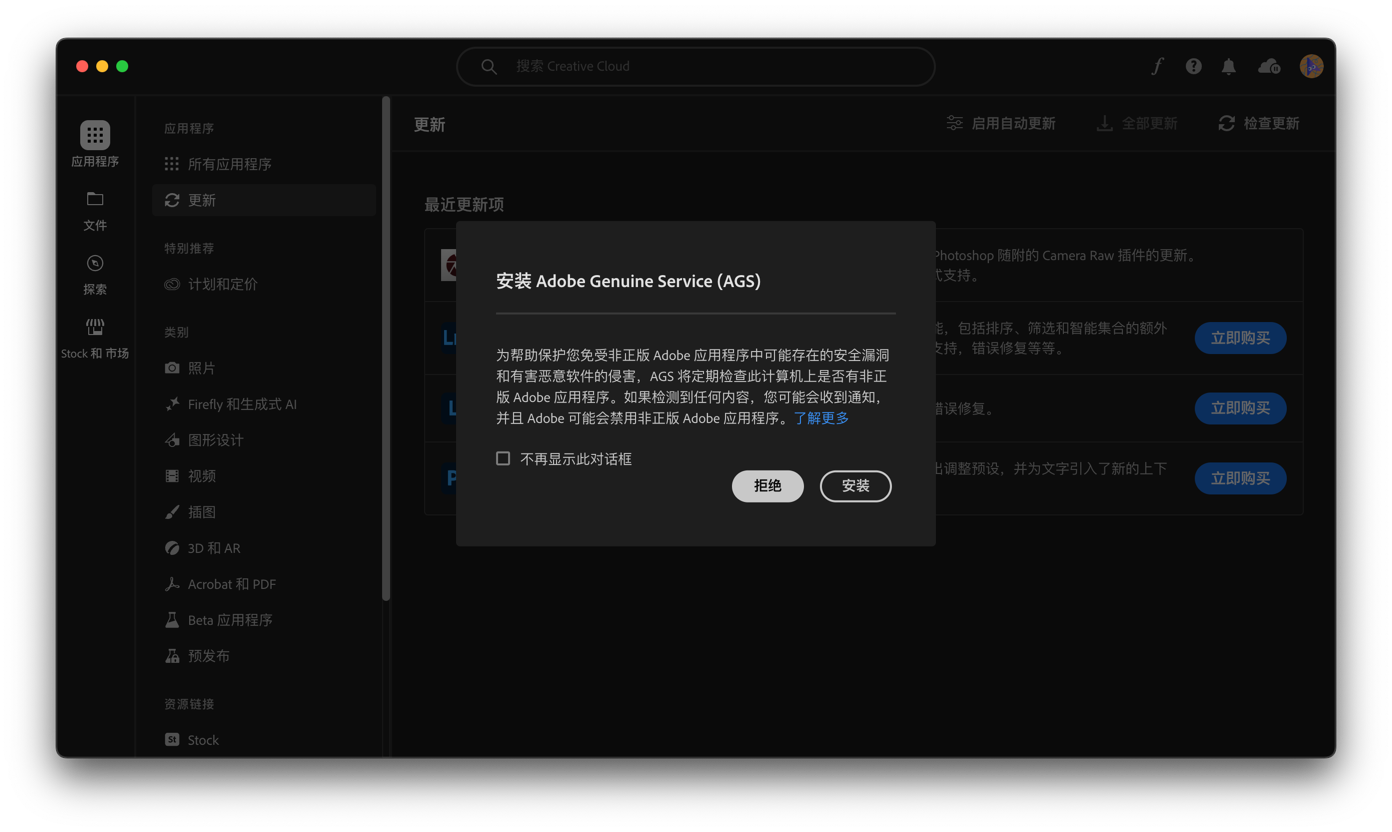 搜索 Creative Cloud
应用程序
文件
探索
Stock 和 市场
应用程序
所有应用程序
更新
特别推荐
计划和定价
类别
照片
Firefly 和生成式 AI
图形设计
视频
插图
3D 和 AR
Acrobat 和 PDF
Beta 应用程序
预发布
资源链接
St Stock
更新
启用自动更新
全部更新
检查更新
最近更新项
Photoshop 随附的 Camera Raw 插件的更新。
式支持。
能，包括排序、筛选和智能集合的额外
支持，错误修复等等。
立即购买
错误修复。
立即购买
出调整预设，并为文字引入了新的上下
立即购买
安装 Adobe Genuine Service (AGS)
为帮助保护您免受非正版 Adobe 应用程序中可能存在的安全漏洞
和有害恶意软件的侵害，AGS 将定期检查此计算机上是否有非正
版 Adobe 应用程序。如果检测到任何内容，您可能会收到通知，
并且 Adobe 可能会禁用非正版 Adobe 应用程序。了解更多
不再显示此对话框
拒绝
安装